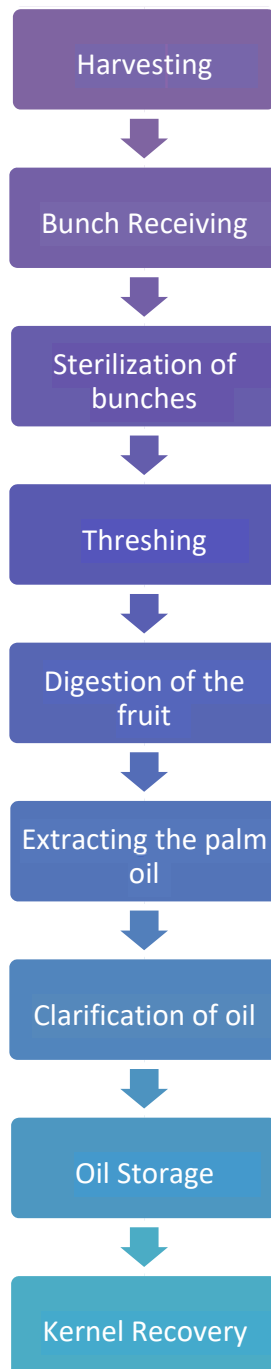 Harvesting
Bunch Receiving
Sterilization of
bunches
Threshing
Digestion of the
fruit
Extracting the palm
oil
Clarification of oil
Oil Storage
Kernel Recovery